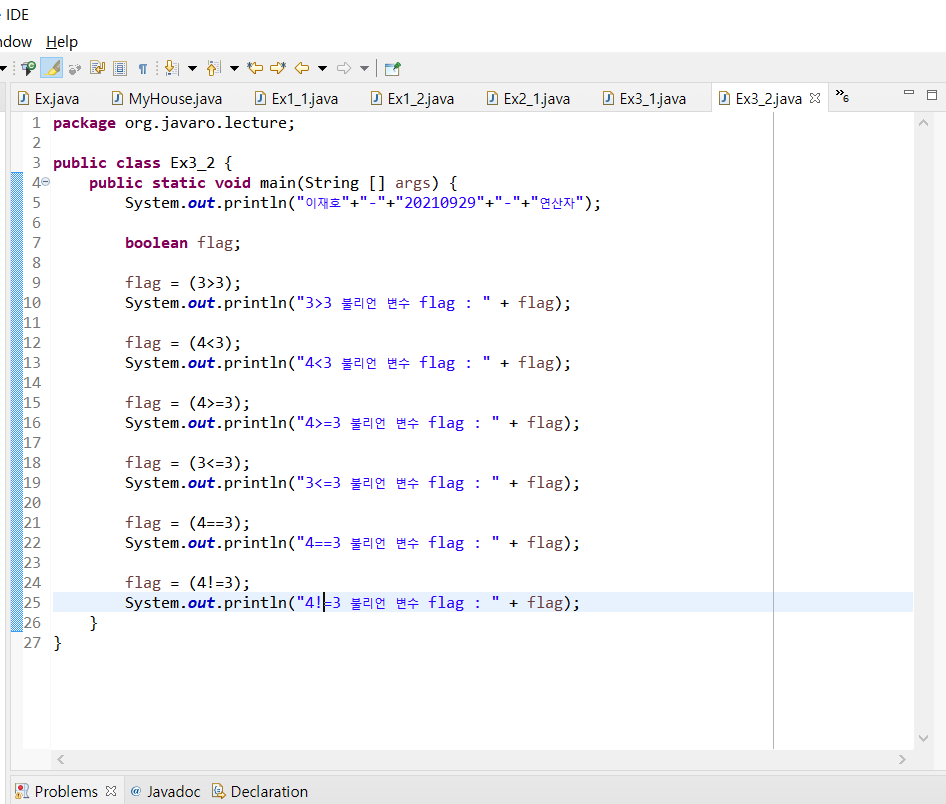 IDE
ndow Help
Ex.java MyHouse.java Ex1_1.java Ex1_2.java Ex2_1.java Ex3_1.java Ex3_2.java »6
1 package org.javaro.lecture;
2
3 public class Ex3_2 {
4 public static void main(String [] args) {
5 System.out.println("이재호"+"-"+"20210929"+"-"+"연산자");
6
7 boolean flag;
8
9 flag = (3>3);
10 System.out.println("3>3 불리언 변수 flag : " + flag);
11
12 flag = (4<3);
13 System.out.println("4<3 불리언 변수 flag : " + flag);
14
15 flag = (4>=3);
16 System.out.println("4>=3 불리언 변수 flag : " + flag);
17
18 flag = (3<=3);
19 System.out.println("3<=3 불리언 변수 flag : " + flag);
20
21 flag = (4==3);
22 System.out.println("4==3 불리언 변수 flag : " + flag);
23
24 flag = (4!=3);
25 System.out.println("4!=3 불리언 변수 flag : " + flag);
26 }
27 }
Problems @ Javadoc Declaration